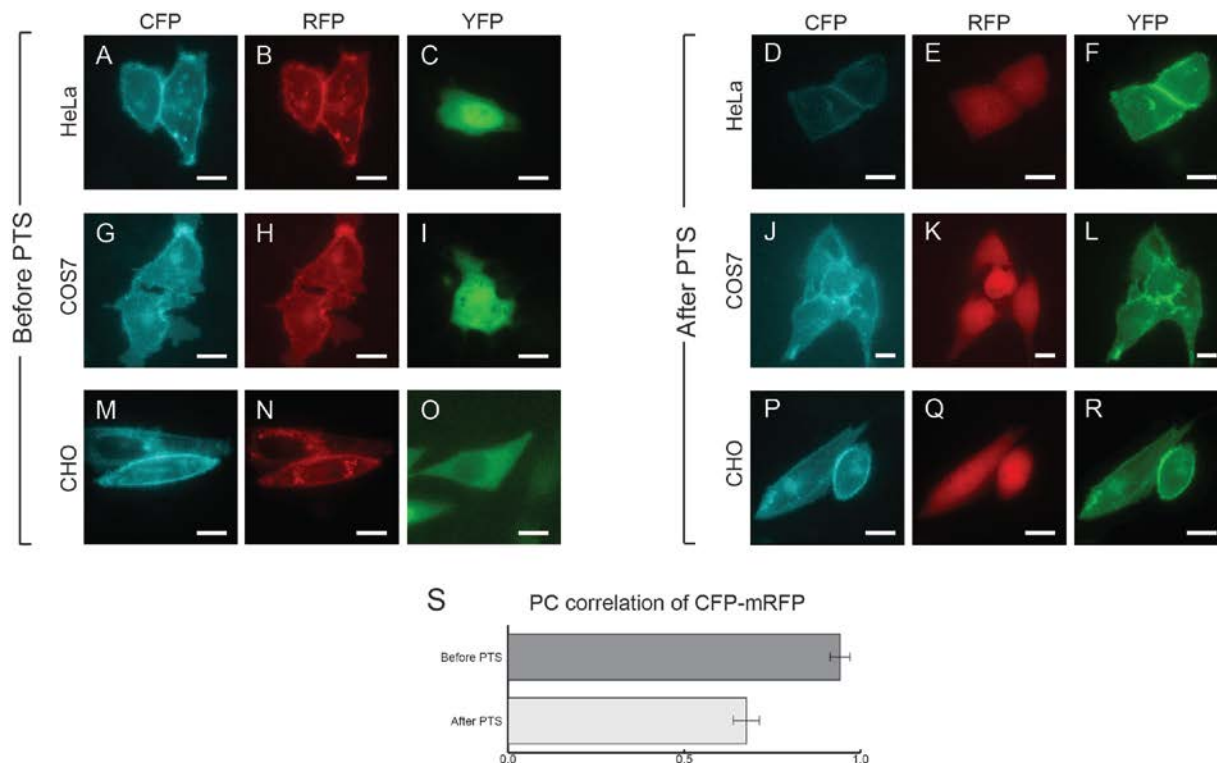 CFP RFP YFP CFP RFP YFP
Before PTS
After PTS
HeLa
A B C
HeLa
D E F
COS7
G H I
COS7
J K L
CHO
M N O
CHO
P Q R
S PC correlation of CFP-mRFP
Before PTS
After PTS
0.0 0.5 1.0